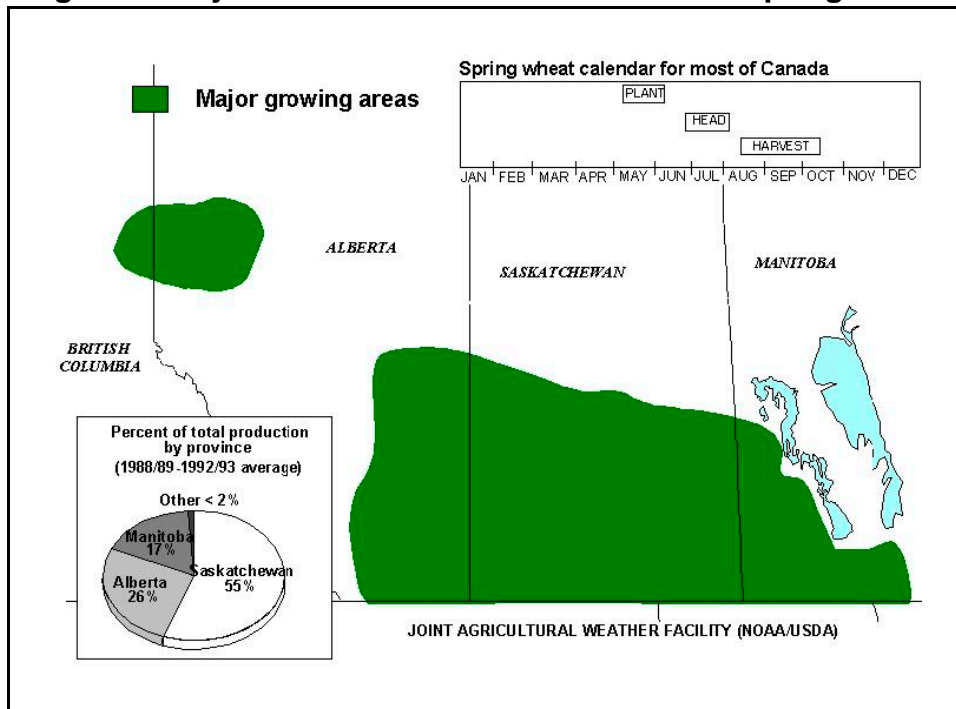 Major growing areas
Spring wheat calendar for most of Canada
PLANT
HEAD
HARVEST
JAN FEB MAR APR MAY JUN JUL AUG SEP OCT NOV DEC
ALBERTA
SASKATCHEWAN
MANITOBA
BRITISH
COLUMBIA
Percent of total production
by province
(1988/89-1992/93 average)
Other < 2%
Manitoba
17%
Saskatchewan
55%
Alberta
26%
JOINT AGRICULTURAL WEATHER FACILITY (NOAA/USDA)